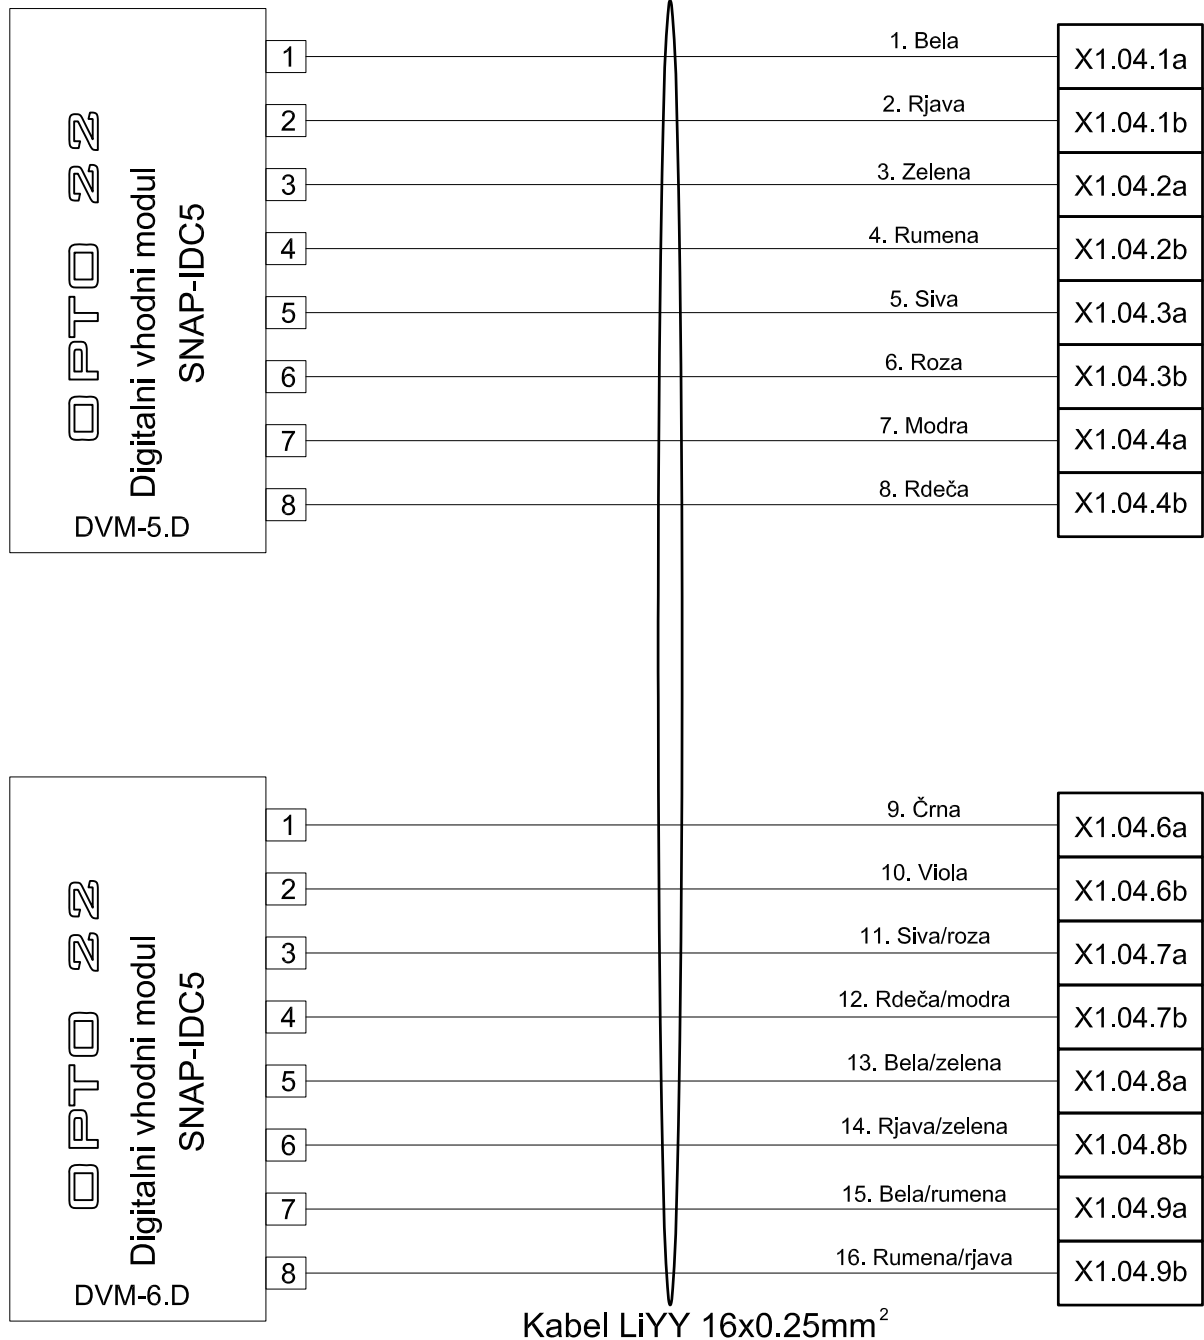 OPTO 22
Digitalni vhodni modul
SNAP-IDC5
DVM-5.D
1 1. Bela X1.04.1a
2 2. Rjava X1.04.1b
3 3. Zelena X1.04.2a
4 4. Rumena X1.04.2b
5 5. Siva X1.04.3a
6 6. Roza X1.04.3b
7 7. Modra X1.04.4a
8 8. Rdeča X1.04.4b
OPTO 22
Digitalni vhodni modul
SNAP-IDC5
DVM-6.D
1 9. Črna X1.04.6a
2 10. Viola X1.04.6b
3 11. Siva/roza X1.04.7a
4 12. Rdeča/modra X1.04.7b
5 13. Bela/zelena X1.04.8a
6 14. Rjava/zelena X1.04.8b
7 15. Bela/rumena X1.04.9a
8 16. Rumena/rjava X1.04.9b
Kabel LiYY 16x0.25mm²